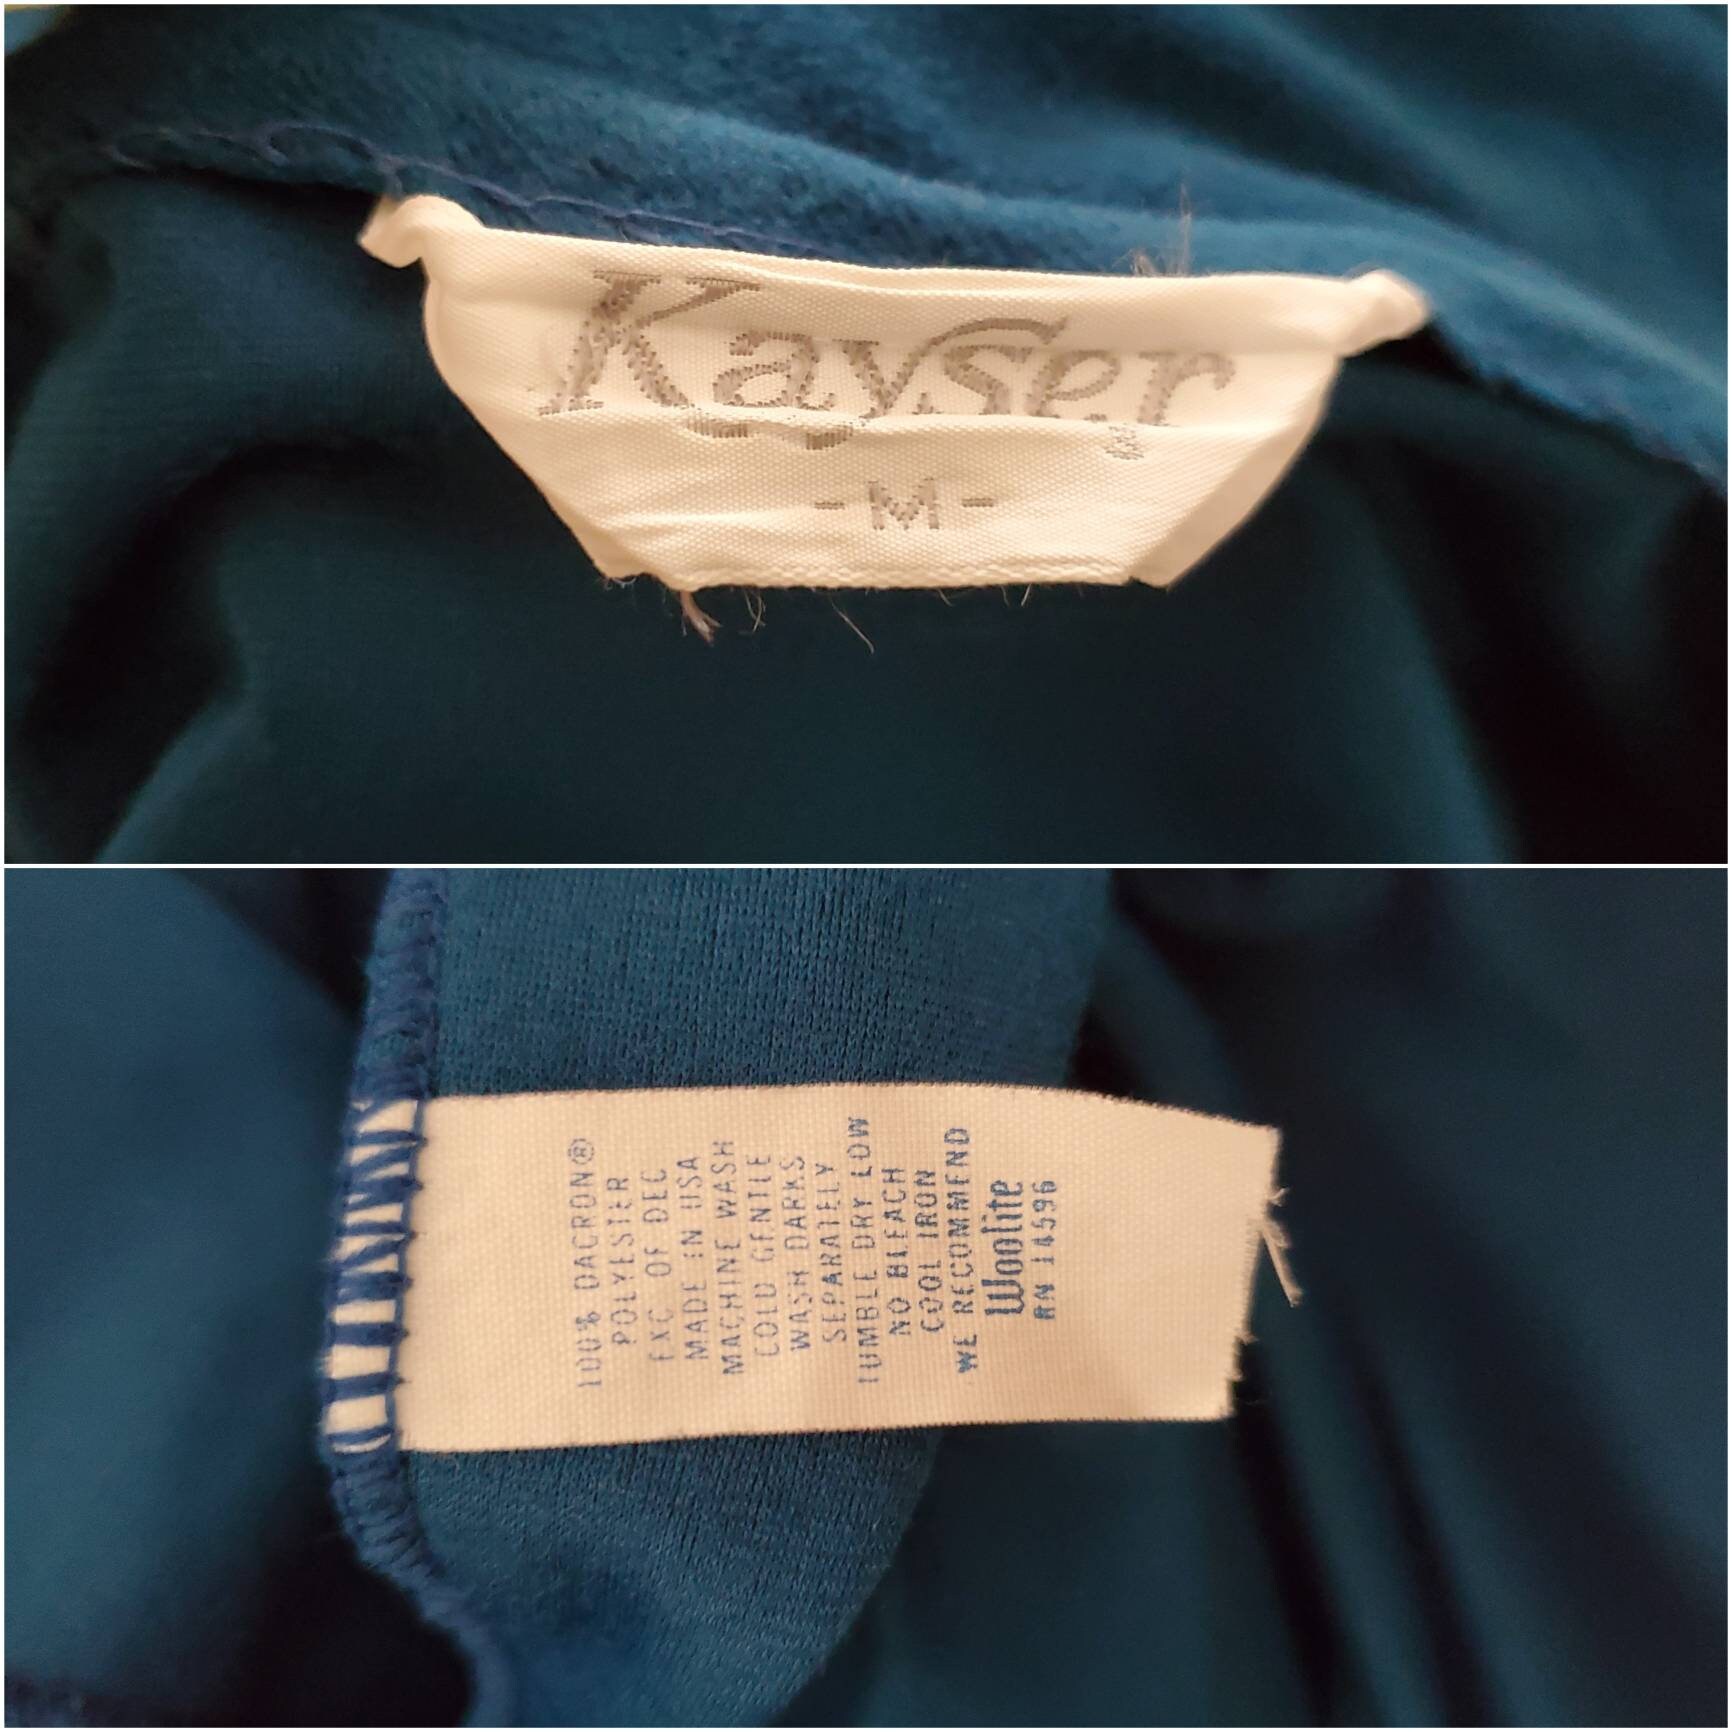 Kayser
- M -
100% DACRON®
POLYESTER
EXC OF DEC
MADE IN USA
MACHINE WASH
COLD GENTLE
WASH DARKS
SEPARATELY
TUMBLE DRY LOW
NO BLEACH
COOL IRON
WE RECOMMEND
Woolite
RN 14596